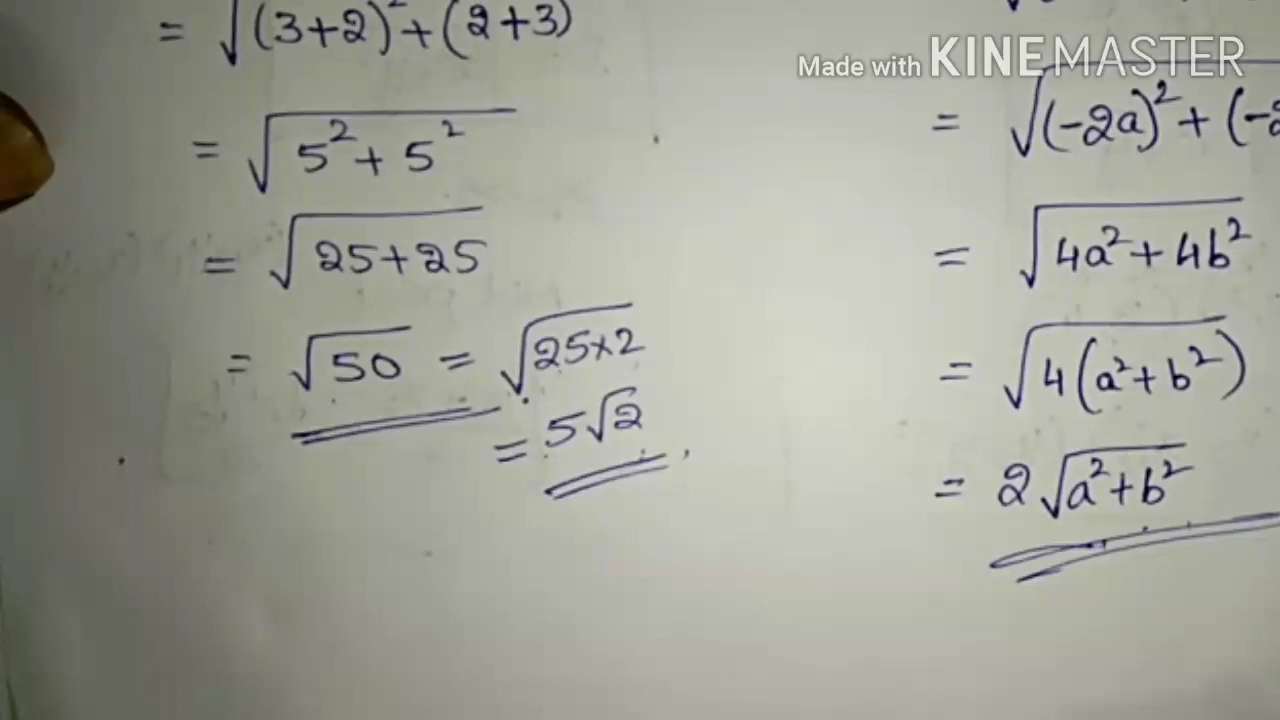 = √(3+2)²+(2+3)
= √5²+5²
= √25+25
= √50 = √25×2
= 5√2
Made with KINEMASTER
= √(-2a)²+(-2
= √4a²+4b²
= √4(a²+b²)
= 2√a²+b²